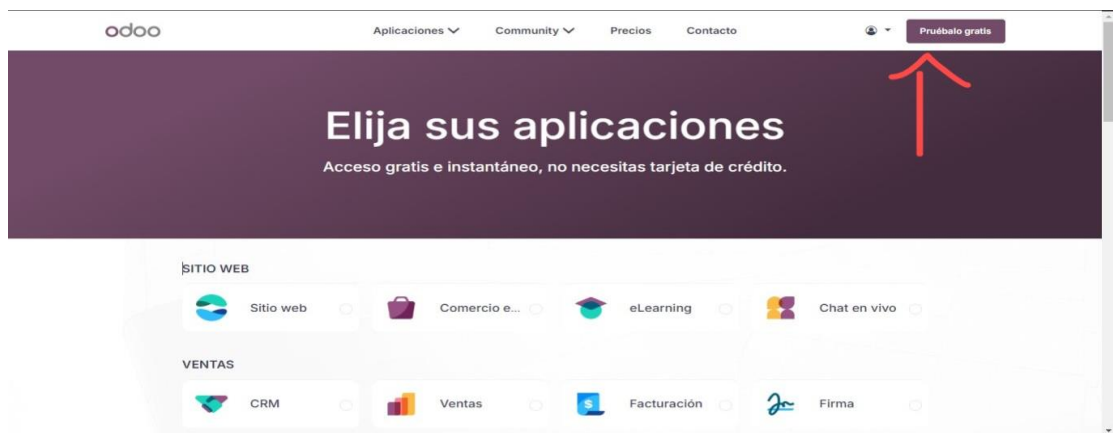 odoo
Aplicaciones Community Precios Contacto Pruébalo gratis
Elija sus aplicaciones
Acceso gratis e instantáneo, no necesitas tarjeta de crédito.
SITIO WEB
Sitio web Comercio e... eLearning Chat en vivo
VENTAS
CRM Ventas Facturación Firma